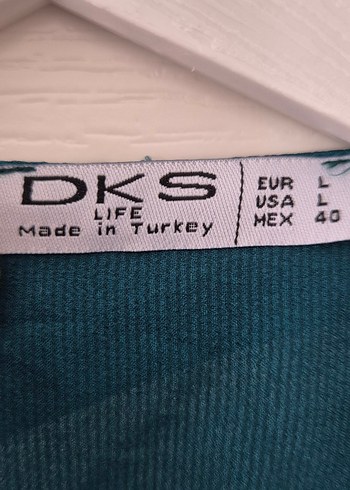 DKS
LIFE
Made in Turkey
EUR L
USA L
MEX 40